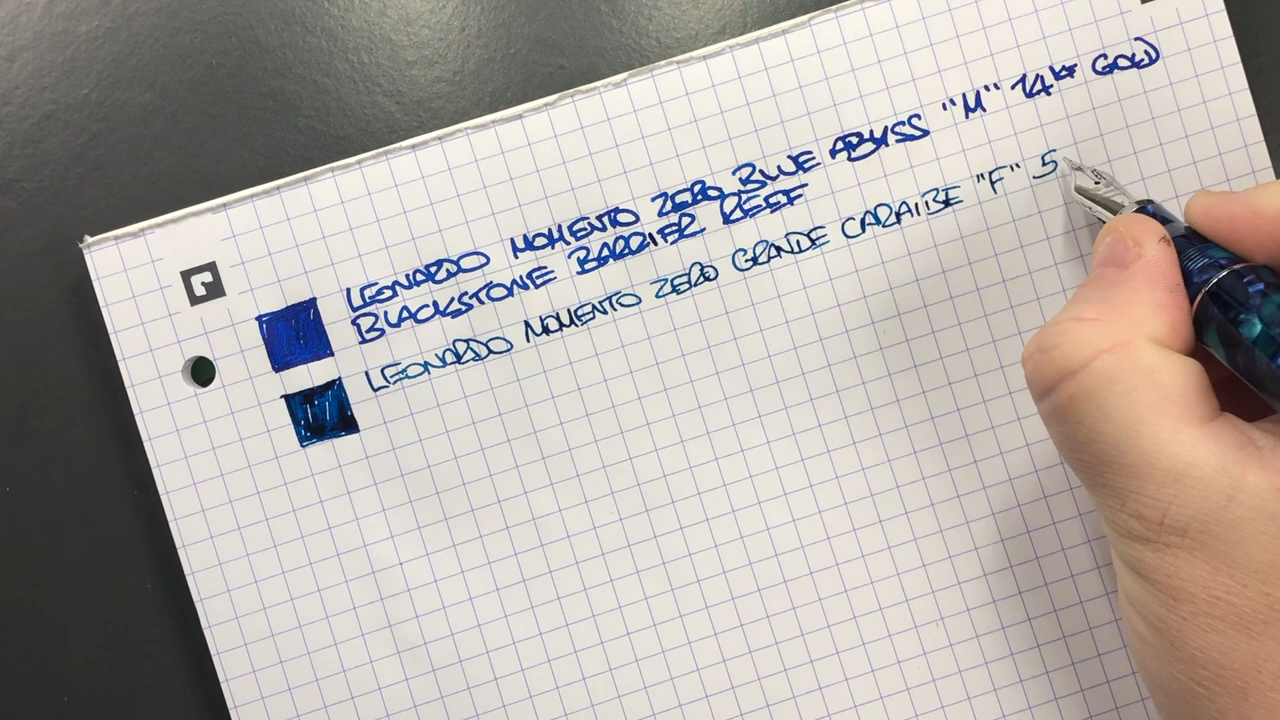 LEONARDO MOMENTO ZERO BLUE ABYSS "M" 14K GOLD
BLACKSTONE BARRIER REEF
LEONARDO MOMENTO ZERO GRANDE CARAIBE "F" 5